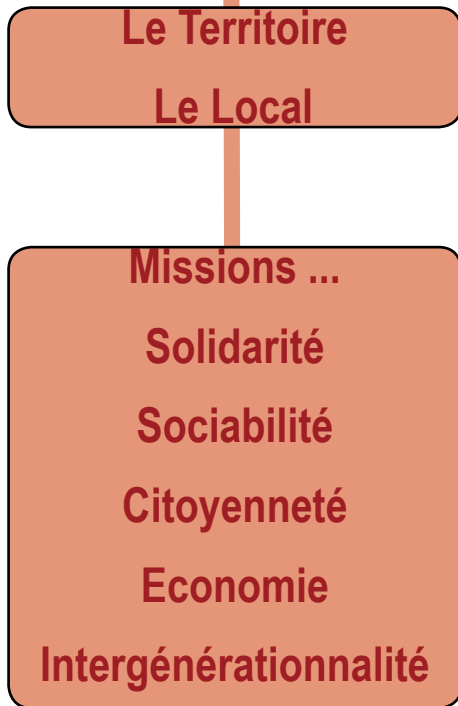 Le Territoire
Le Local
Missions ...
Solidarité
Sociabilité
Citoyenneté
Economie
Intergénérationnalité